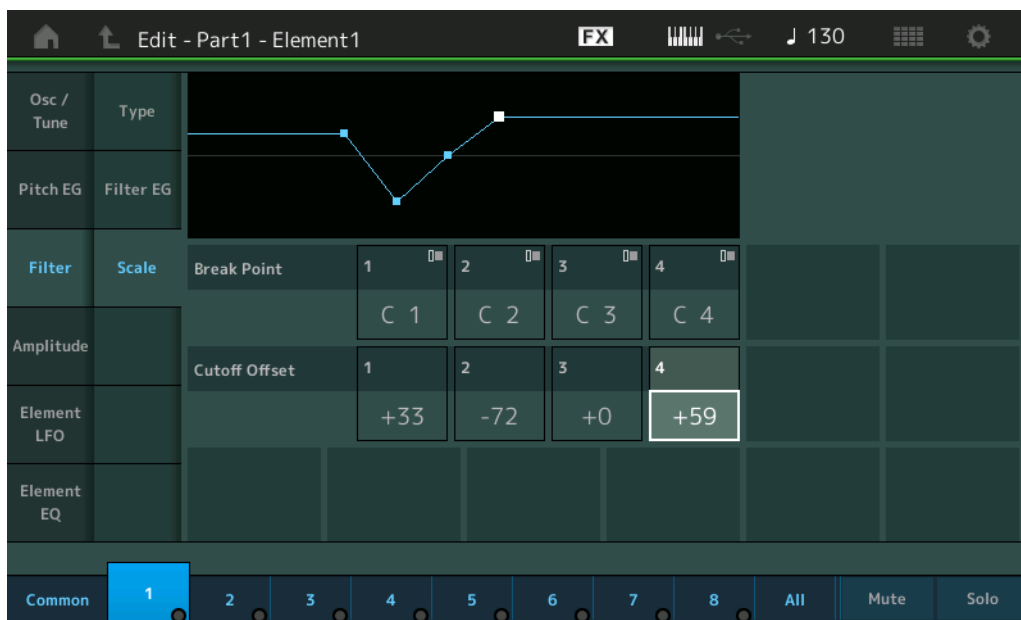 Edit - Part1 - Element1
FX
130
Osc /
Tune
Type
Pitch EG
Filter EG
Filter
Scale
Break Point
1
2
3
4
C 1
C 2
C 3
C 4
Amplitude
Cutoff Offset
1
2
3
4
+33
-72
+0
+59
Element
LFO
Element
EQ
Common
1
2
3
4
5
6
7
8
All
Mute
Solo